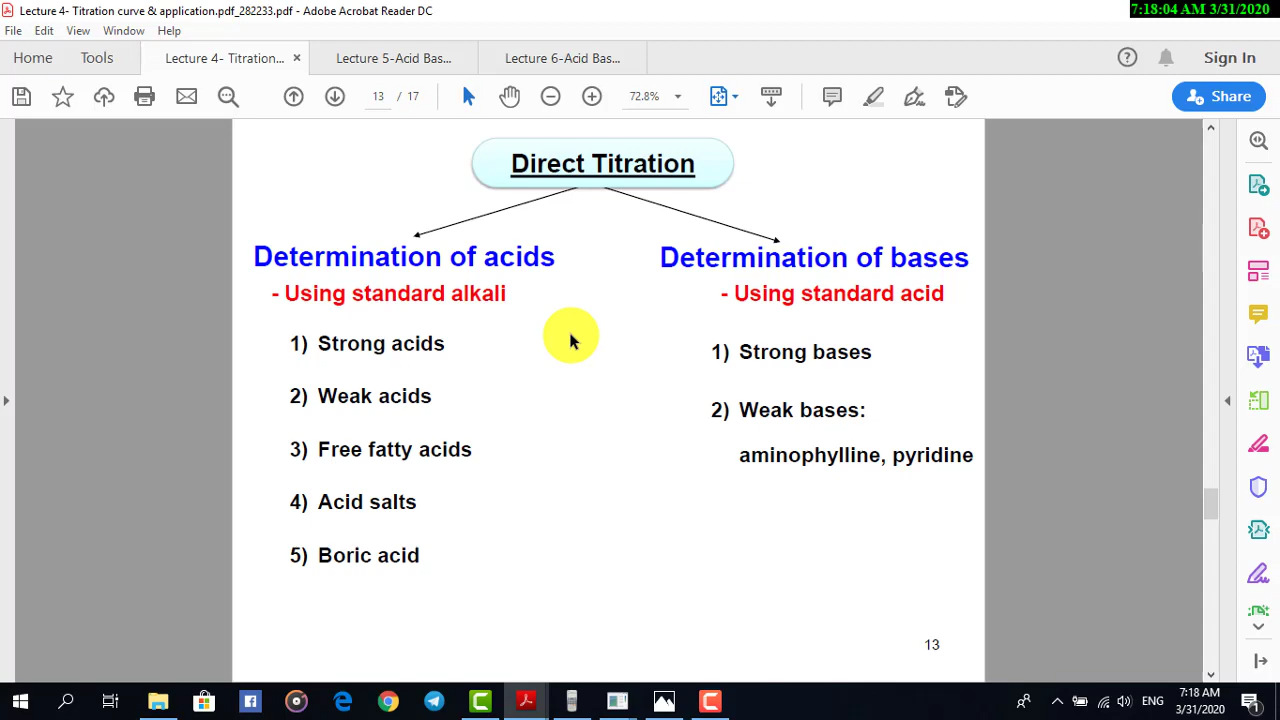 Lecture 4- Titration curve & application.pdf_282233.pdf - Adobe Acrobat Reader DC
7:18:04 AM 3/31/2020
File Edit View Window Help
Home Tools Lecture 4- Titration... × Lecture 5-Acid Bas... Lecture 6-Acid Bas... Sign In
13 / 17 72.8% Share
Direct Titration
Determination of acids
- Using standard alkali
1) Strong acids
2) Weak acids
3) Free fatty acids
4) Acid salts
5) Boric acid
Determination of bases
- Using standard acid
1) Strong bases
2) Weak bases:
aminophylline, pyridine
13
ENG
7:18 AM
3/31/2020
1